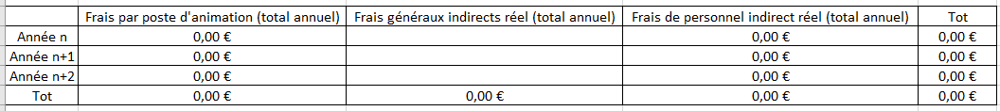 Frais par poste d'animation (total annuel) Frais généraux indirects réel (total annuel) Frais de personnel indirect réel (total annuel) Tot
Année n 0,00 € 0,00 € 0,00 €
Année n+1 0,00 € 0,00 € 0,00 €
Année n+2 0,00 € 0,00 € 0,00 €
Tot 0,00 € 0,00 € 0,00 € 0,00 €